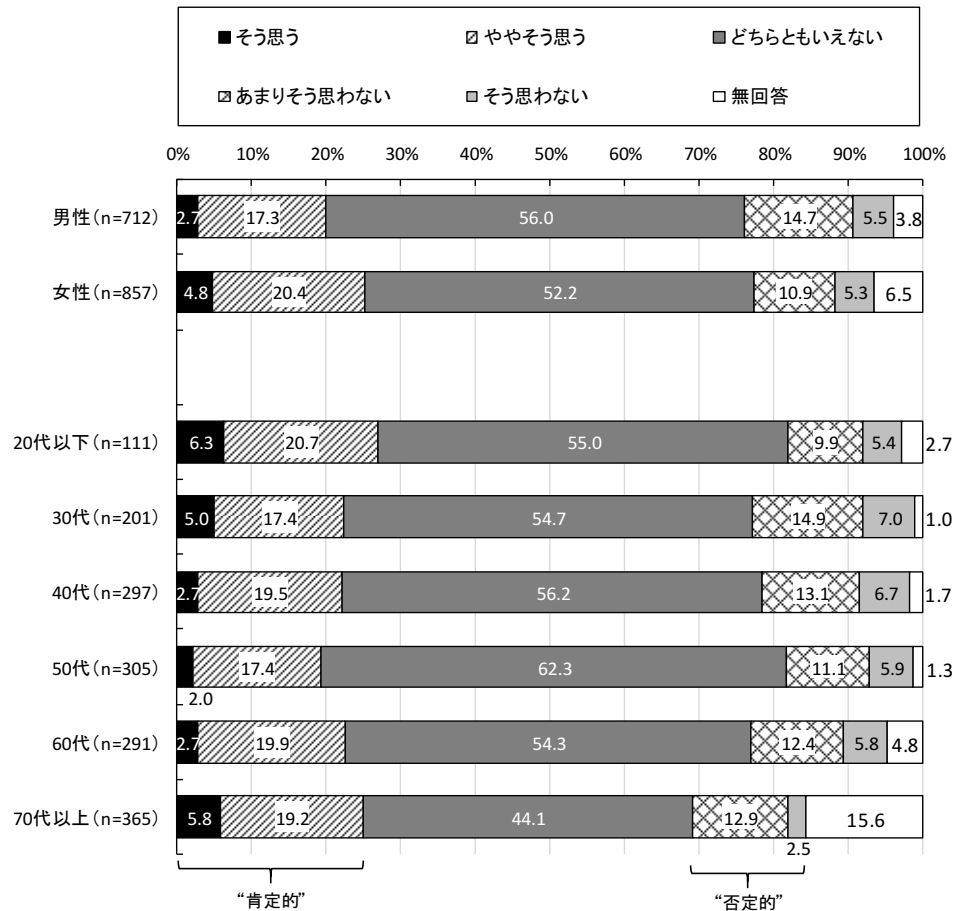 ■そう思う ややそう思う ■どちらともいえない
あまりそう思わない ■そう思わない □無回答
0% 10% 20% 30% 40% 50% 60% 70% 80% 90% 100%
男性(n=712) 2.7 17.3 56.0 14.7 5.5 3.8
女性(n=857) 4.8 20.4 52.2 10.9 5.3 6.5
20代以下(n=111) 6.3 20.7 55.0 9.9 5.4 2.7
30代(n=201) 5.0 17.4 54.7 14.9 7.0 1.0
40代(n=297) 2.7 19.5 56.2 13.1 6.7 1.7
50代(n=305) 17.4 62.3 11.1 5.9 1.3
2.0
60代(n=291) 2.7 19.9 54.3 12.4 5.8 4.8
70代以上(n=365) 5.8 19.2 44.1 12.9 15.6
2.5
“肯定的” “否定的”